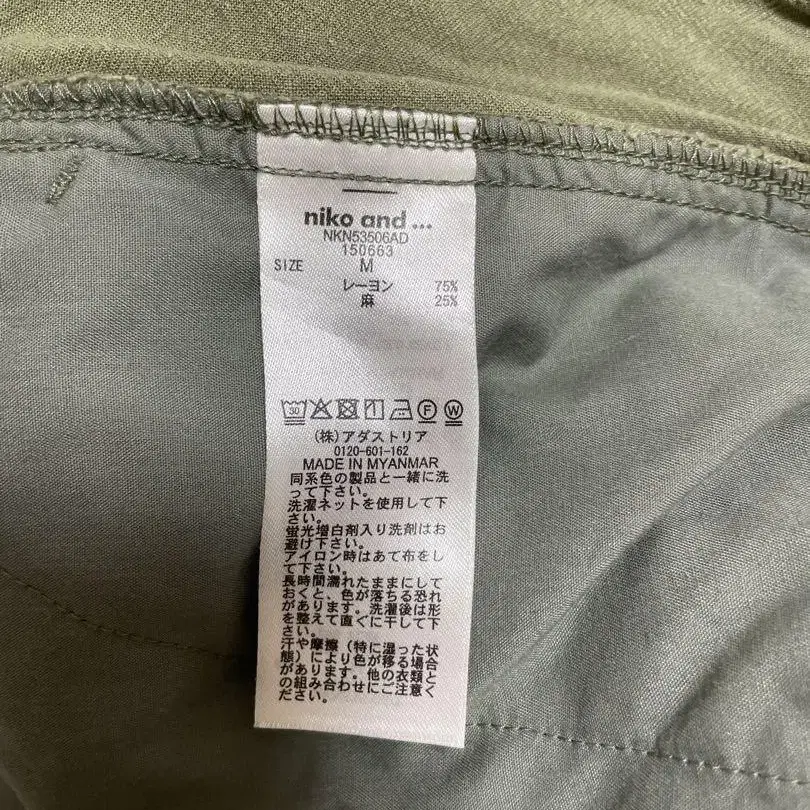 niko and ...
NKN53506AD
150663
SIZE M
レーヨン 75%
麻 25%
30
F W
(株)アダストリア
0120-601-162
MADE IN MYANMAR
同系色の製品と一緒に洗
って下さい。
洗濯ネットを使用して下
さい。
蛍光増白剤入り洗剤はお
避け下さい。
アイロン時はあて布をし
て下さい。
長時間濡れたままにして
おくと、色が落ちる恐れ
があります。洗濯後は形
を整えて直ぐに干して下
さい。
汗や摩擦（特に湿った状
態）により色が移る場合
があります。他の衣類と
の組み合わせにご注意く
ださい。